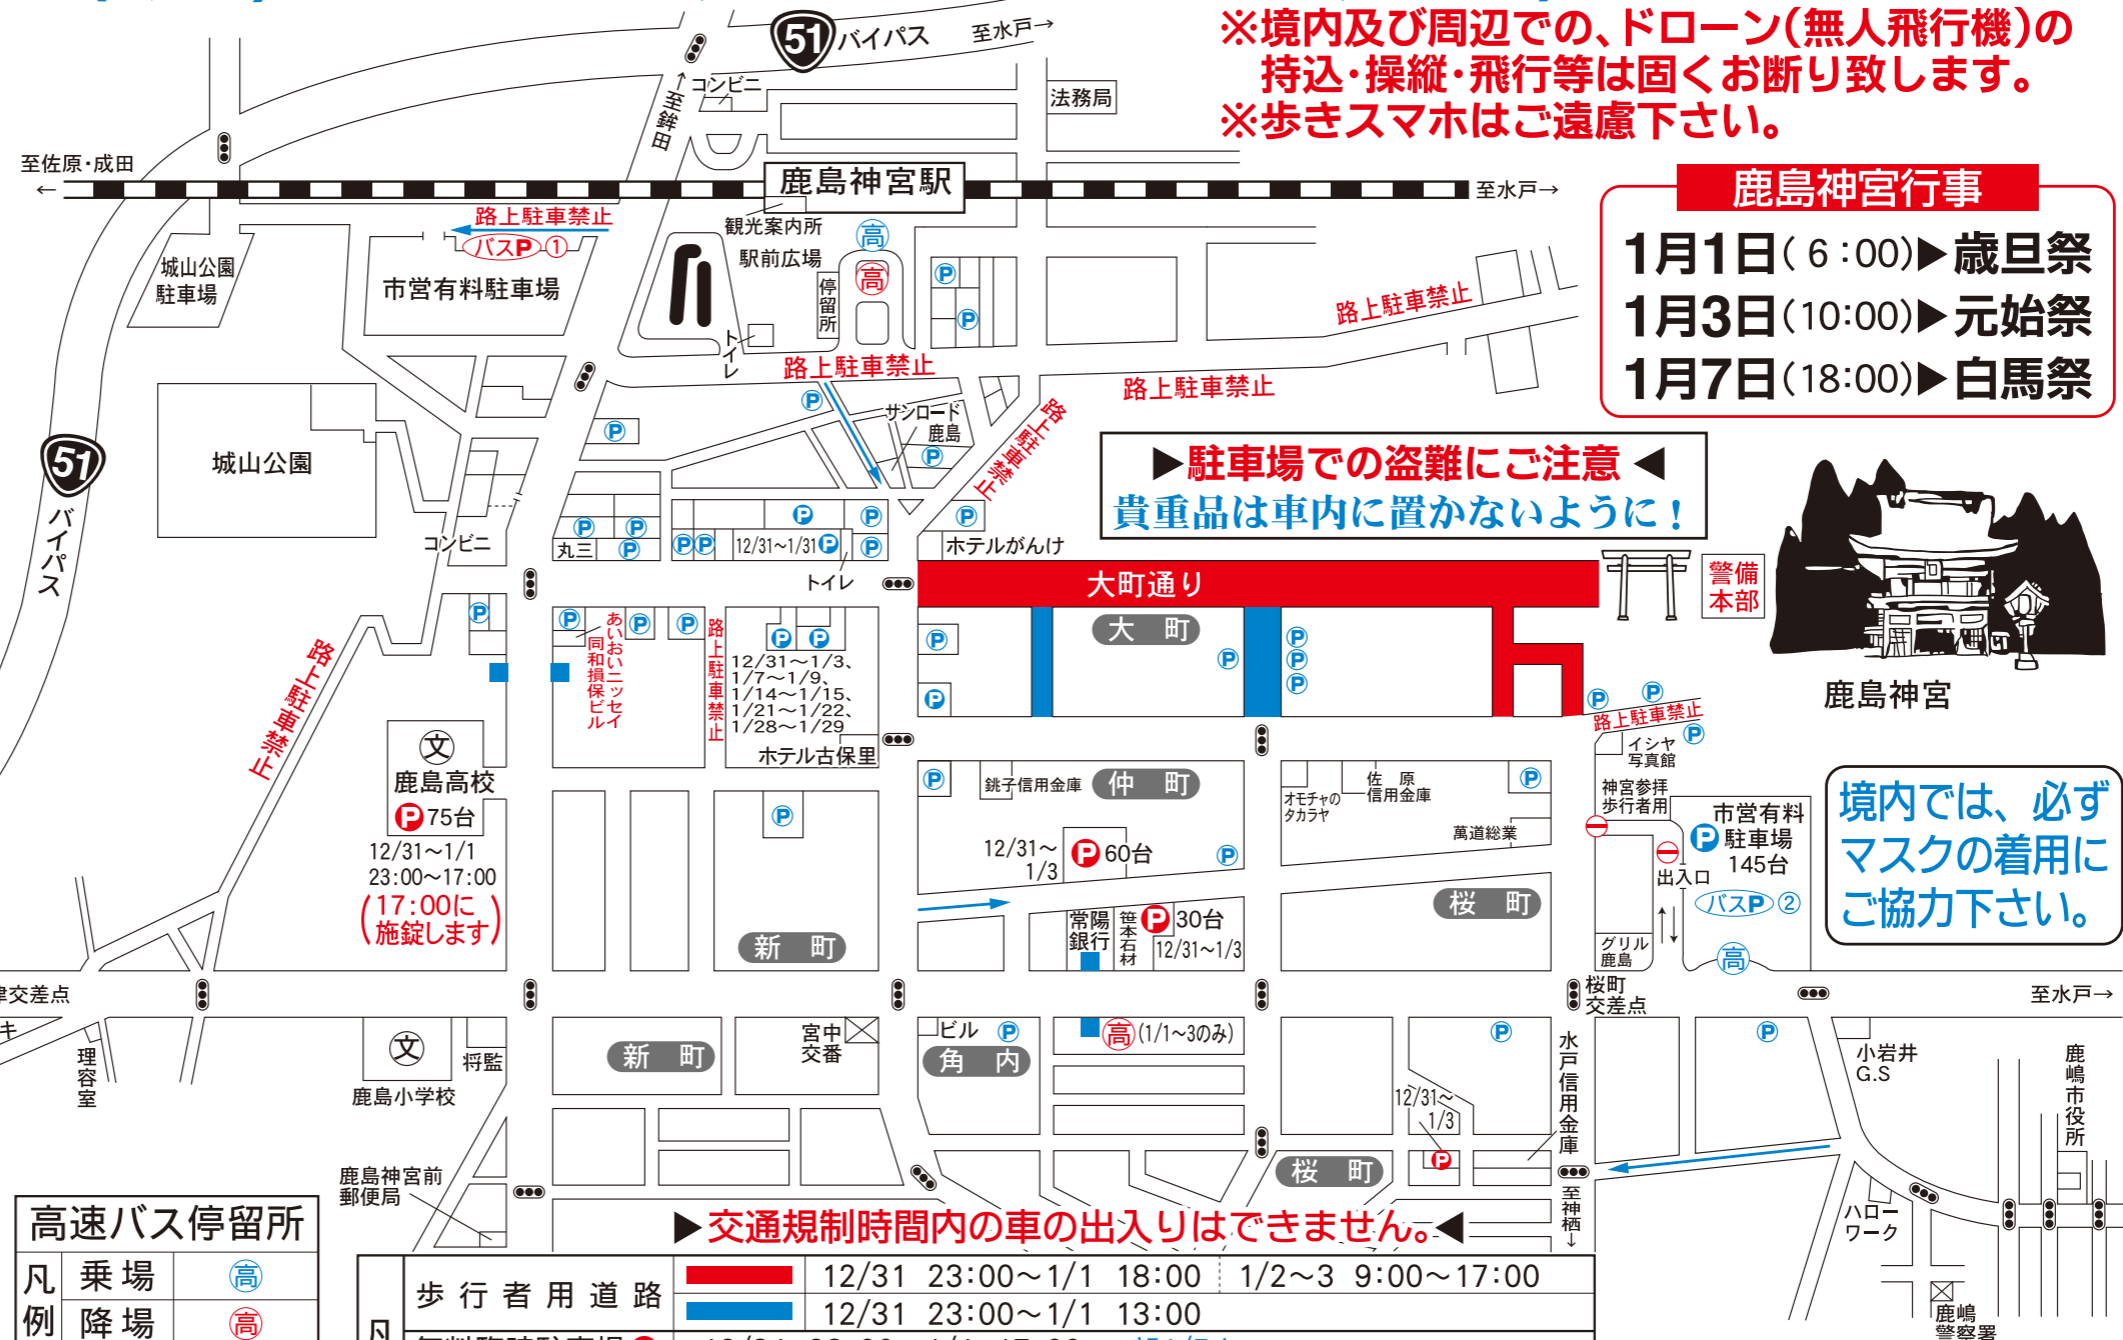 ※境内及び周辺での、ドローン(無人飛行機)の
持込・操縦・飛行等は固くお断り致します。
※歩きスマホはご遠慮下さい。
51
バイパス
至水戸→
コンビニ
↑至鉾田
法務局
至佐原・成田
←
鹿島神宮駅
至水戸→
鹿島神宮行事
1月1日(6:00)▶歳旦祭
1月3日(10:00)▶元始祭
1月7日(18:00)▶白馬祭
路上駐車禁止
バスP ①
城山公園
駐車場
市営有料駐車場
観光案内所
駅前広場
高
停留所
高
P
P
トイレ
路上駐車禁止
路上駐車禁止
路上駐車禁止
路上駐車禁止
P
サンロード
鹿島
P
P
51
バイパス
城山公園
コンビニ
▶駐車場での盗難にご注意◀
貴重品は車内に置かないように!
P
P
P
丸三
P
P
P
P
12/31〜1/31 P
P
P
トイレ
ホテルがんけ
大町通り
警備
本部
鹿島神宮
P
P
P
P
あいおいニッセイ
同和損保ビル
路上駐車禁止
P
P
12/31〜1/3、
1/7〜1/9、
1/14〜1/15、
1/21〜1/22、
1/28〜1/29
ホテル古保里
P
P
大 町
P
P
P
P
P
P
路上駐車禁止
P
イシヤ
写真館
路上駐車禁止
文
鹿島高校
P 75台
12/31〜1/1
23:00〜17:00
(17:00に
施錠します)
P
P
銚子信用金庫
仲 町
12/31〜
1/3
P 60台
P
オモチャの
タカラヤ
佐 原
信用金庫
P
萬道総業
神宮参拝
歩行者用
市営有料
P 駐車場
145台
出入口
バスP ②
境内では、必ず
マスクの着用に
ご協力下さい。
新 町
常陽
銀行
笹本石材
P 30台
12/31〜1/3
桜 町
グリル
鹿島
高
津交差点
桜町
交差点
至水戸→
キ
理容室
文
鹿島小学校
将監
新 町
宮中
交番
ビル
P
角 内
高(1/1〜3のみ)
P
水戸信用金庫
P
小岩井
G.S
鹿嶋市役所
12/31〜
1/3
P
桜 町
至神栖→
鹿島神宮前
郵便局
ハロー
ワーク
鹿嶋
警察署
▶交通規制時間内の車の出入りはできません。◀
高速バス停留所
凡例
乗場 高
降場 高
凡
歩行者用道路
12/31 23:00〜1/1 18:00 1/2〜3 9:00〜17:00
12/31 23:00〜1/1 13:00